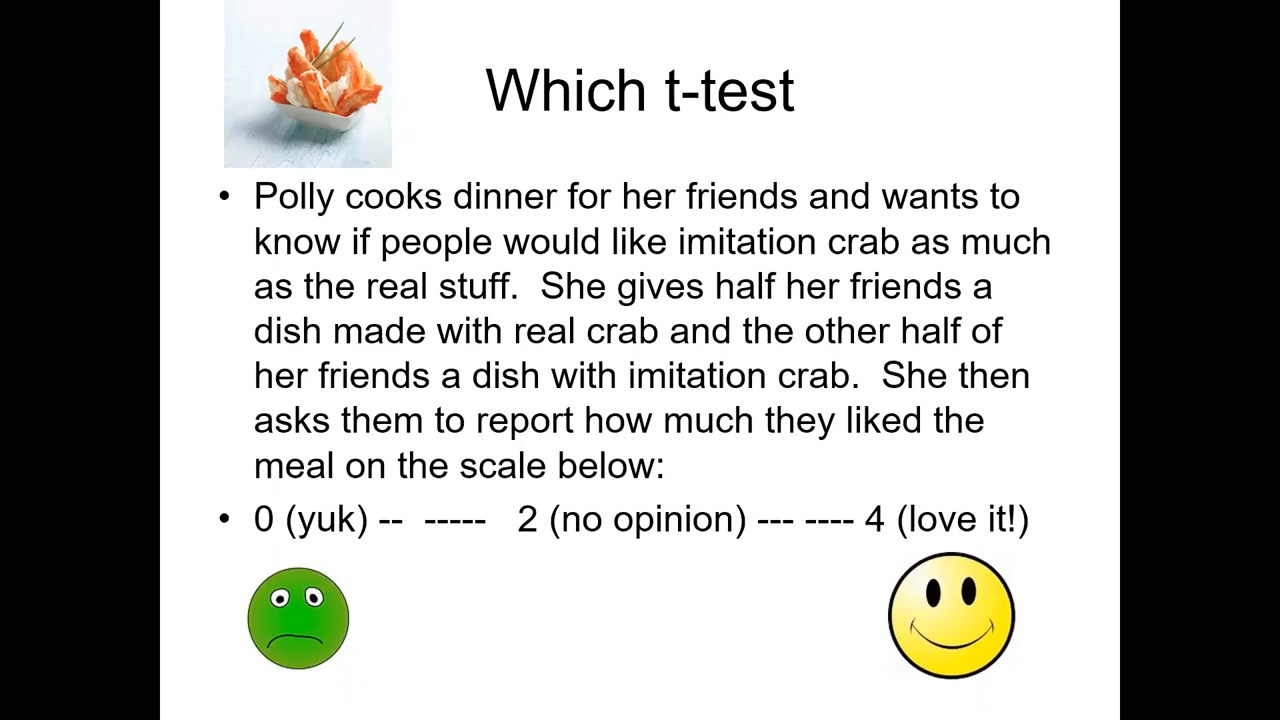 Which t-test
• Polly cooks dinner for her friends and wants to
know if people would like imitation crab as much
as the real stuff.  She gives half her friends a
dish made with real crab and the other half of
her friends a dish with imitation crab.  She then
asks them to report how much they liked the
meal on the scale below:
• 0 (yuk) --  -----   2 (no opinion) --- ---- 4 (love it!)